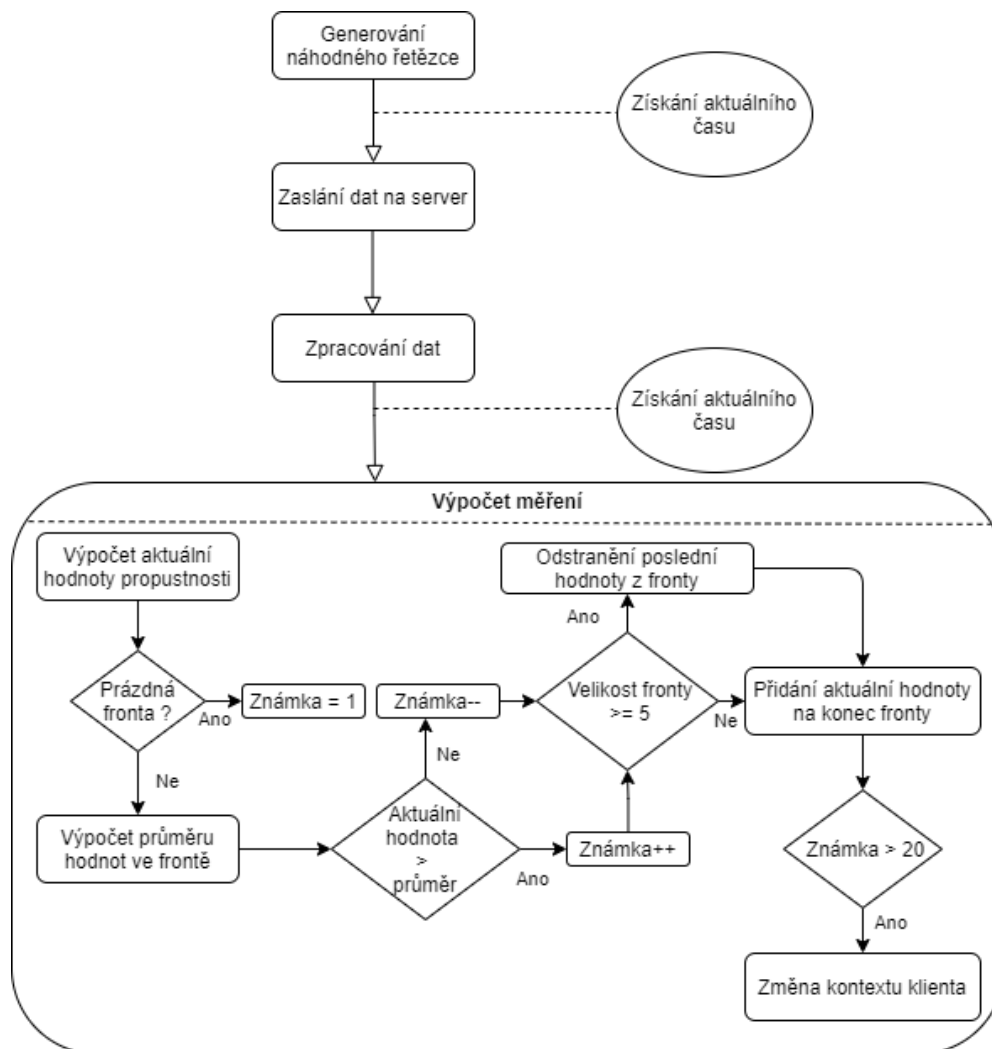 Generování
náhodného řetězce
Získání aktuálního
času
Zaslání dat na server
Zpracování dat
Získání aktuálního
času
Výpočet měření
Výpočet aktuální
hodnoty propustnosti
Odstranění poslední
hodnoty z fronty
Ano
Prázdná
fronta ?
Ano
Známka = 1
Známka--
Velikost fronty
>= 5
Ne
Přidání aktuální hodnoty
na konec fronty
Ne
Ne
Výpočet průměru
hodnot ve frontě
Aktuální
hodnota
>
průměr
Ano
Známka++
Známka > 20
Ano
Změna kontextu klienta